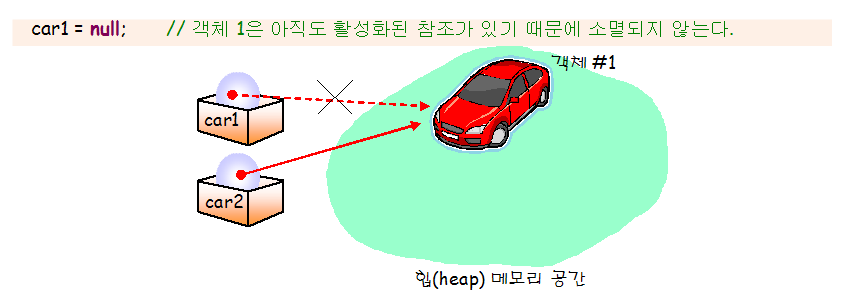 car1 = null; // 객체 1은 아직도 활성화된 참조가 있기 때문에 소멸되지 않는다.
객체 #1
car1
car2
힙(heap) 메모리 공간